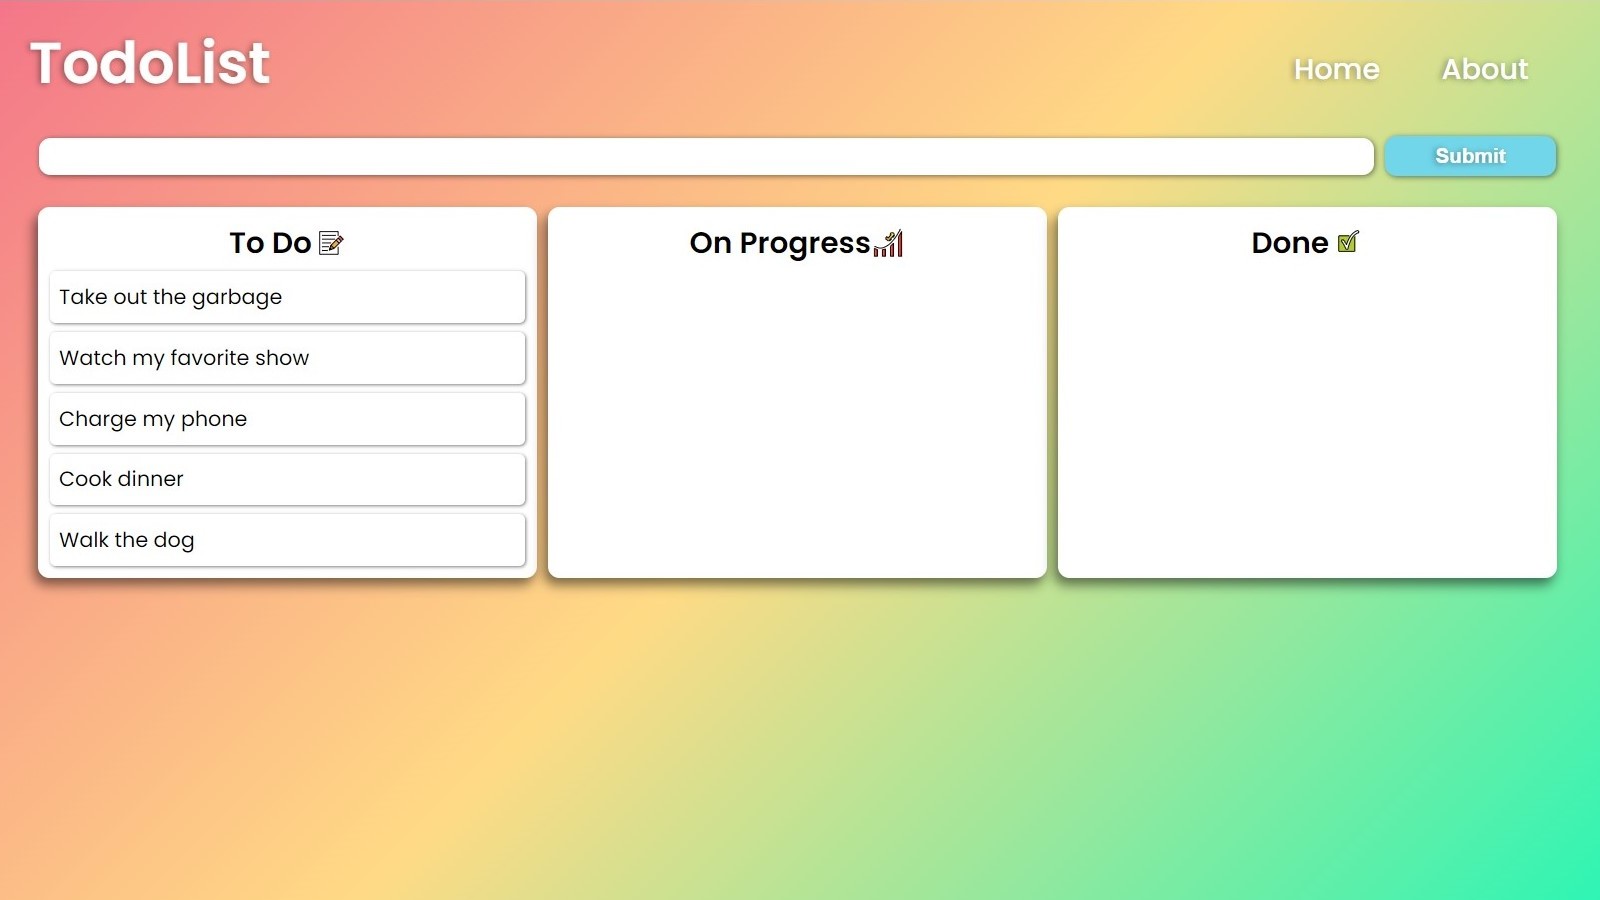 TodoList
Home
About
Submit
To Do
Take out the garbage
Watch my favorite show
Charge my phone
Cook dinner
Walk the dog
On Progress
Done